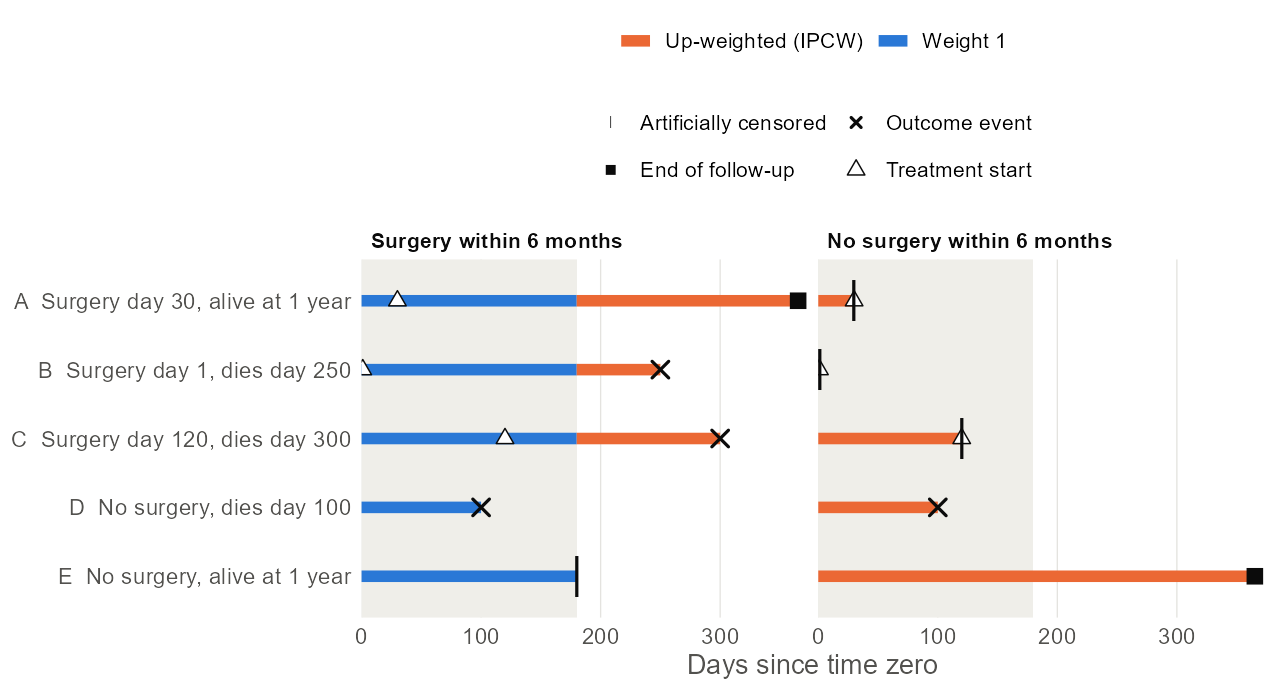 Up-weighted (IPCW) Weight 1
Artificially censored Outcome event
End of follow-up Treatment start
Surgery within 6 months No surgery within 6 months
A Surgery day 30, alive at 1 year
B Surgery day 1, dies day 250
C Surgery day 120, dies day 300
D No surgery, dies day 100
E No surgery, alive at 1 year
0 100 200 300 0 100 200 300
Days since time zero